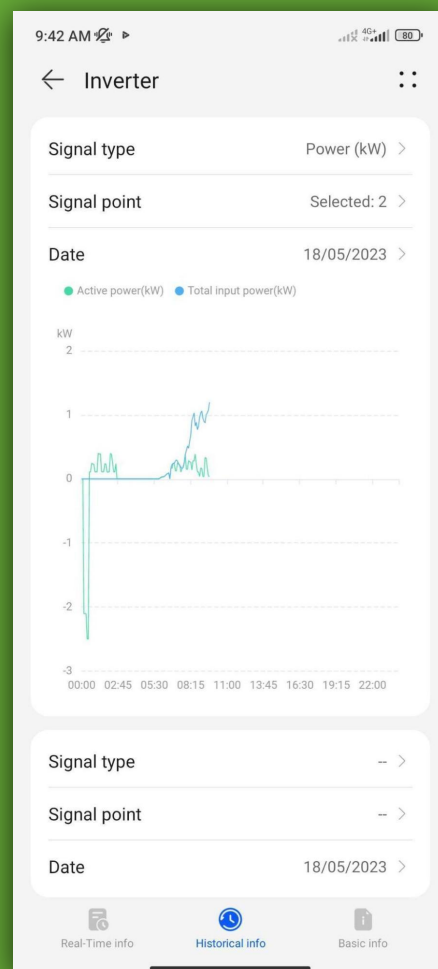 9:42 AM
4G+
80
Inverter
Signal type Power (kW)
Signal point Selected: 2
Date 18/05/2023
Active power(kW) Total input power(kW)
kW
2
1
0
-1
-2
-3
00:00 02:45 05:30 08:15 11:00 13:45 16:30 19:15 22:00
Signal type --
Signal point --
Date 18/05/2023
Real-Time info Historical info Basic info